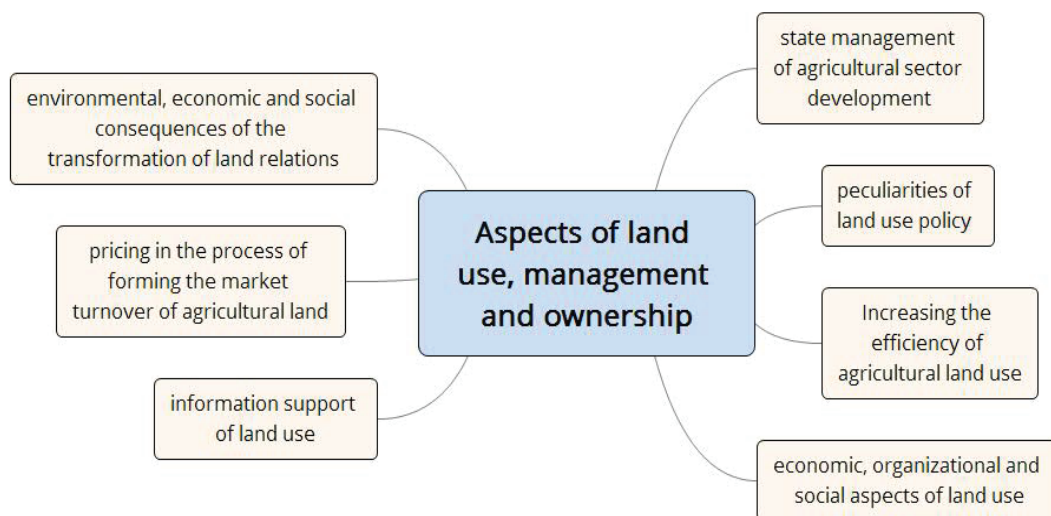 Aspects of land
use, management
and ownership
state management
of agricultural sector
development
peculiarities of
land use policy
Increasing the
efficiency of
agricultural land use
economic, organizational and
social aspects of land use
information support
of land use
pricing in the process of
forming the market
turnover of agricultural land
environmental, economic and social
consequences of the
transformation of land relations